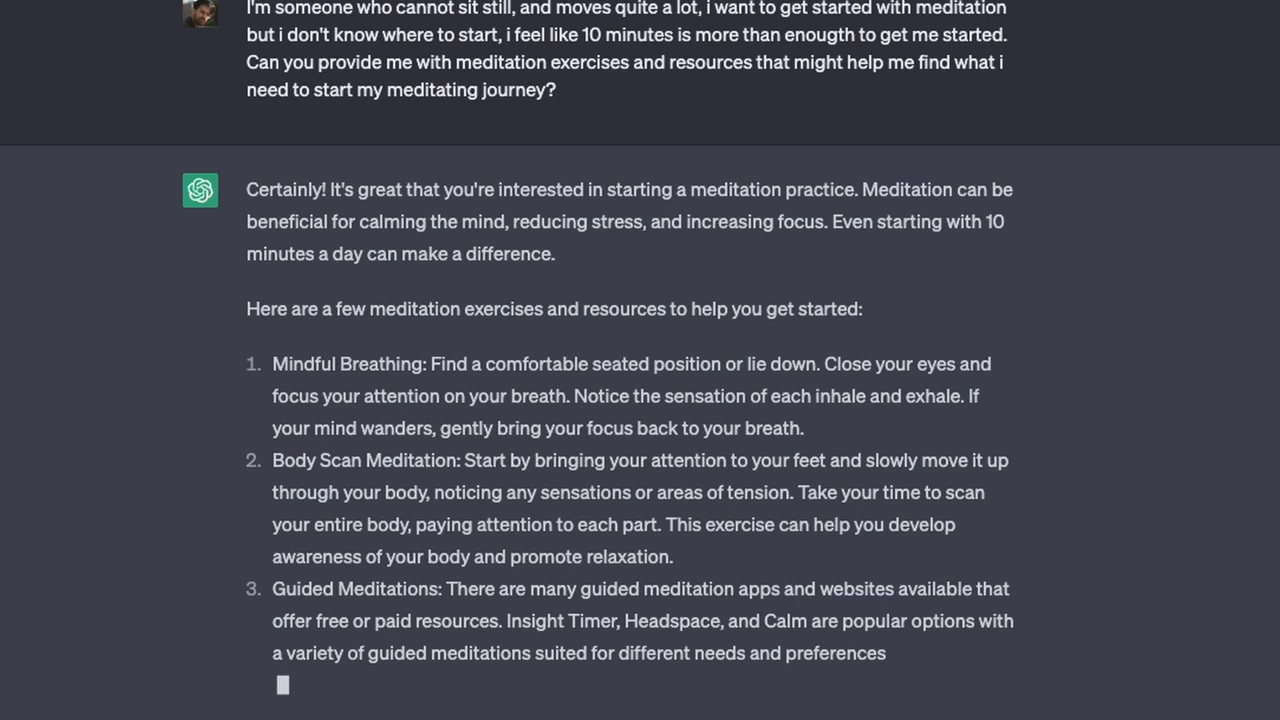 I'm someone who cannot sit still, and moves quite a lot, i want to get started with meditation
but i don't know where to start, i feel like 10 minutes is more than enougth to get me started.
Can you provide me with meditation exercises and resources that might help me find what i
need to start my meditating journey?
Certainly! It's great that you're interested in starting a meditation practice. Meditation can be
beneficial for calming the mind, reducing stress, and increasing focus. Even starting with 10
minutes a day can make a difference.
Here are a few meditation exercises and resources to help you get started:
1. Mindful Breathing: Find a comfortable seated position or lie down. Close your eyes and
focus your attention on your breath. Notice the sensation of each inhale and exhale. If
your mind wanders, gently bring your focus back to your breath.
2. Body Scan Meditation: Start by bringing your attention to your feet and slowly move it up
through your body, noticing any sensations or areas of tension. Take your time to scan
your entire body, paying attention to each part. This exercise can help you develop
awareness of your body and promote relaxation.
3. Guided Meditations: There are many guided meditation apps and websites available that
offer free or paid resources. Insight Timer, Headspace, and Calm are popular options with
a variety of guided meditations suited for different needs and preferences